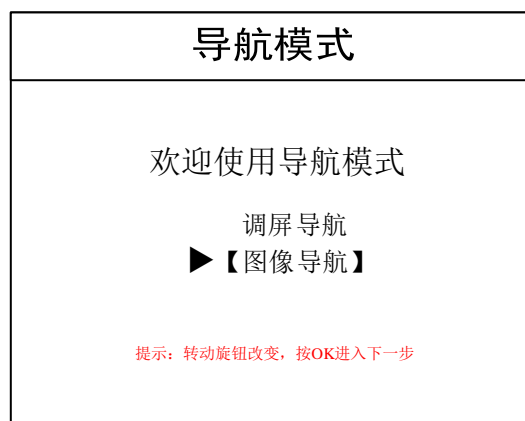 导航模式
欢迎使用导航模式
调屏导航
▶【图像导航】
提示：转动旋钮改变，按OK进入下一步